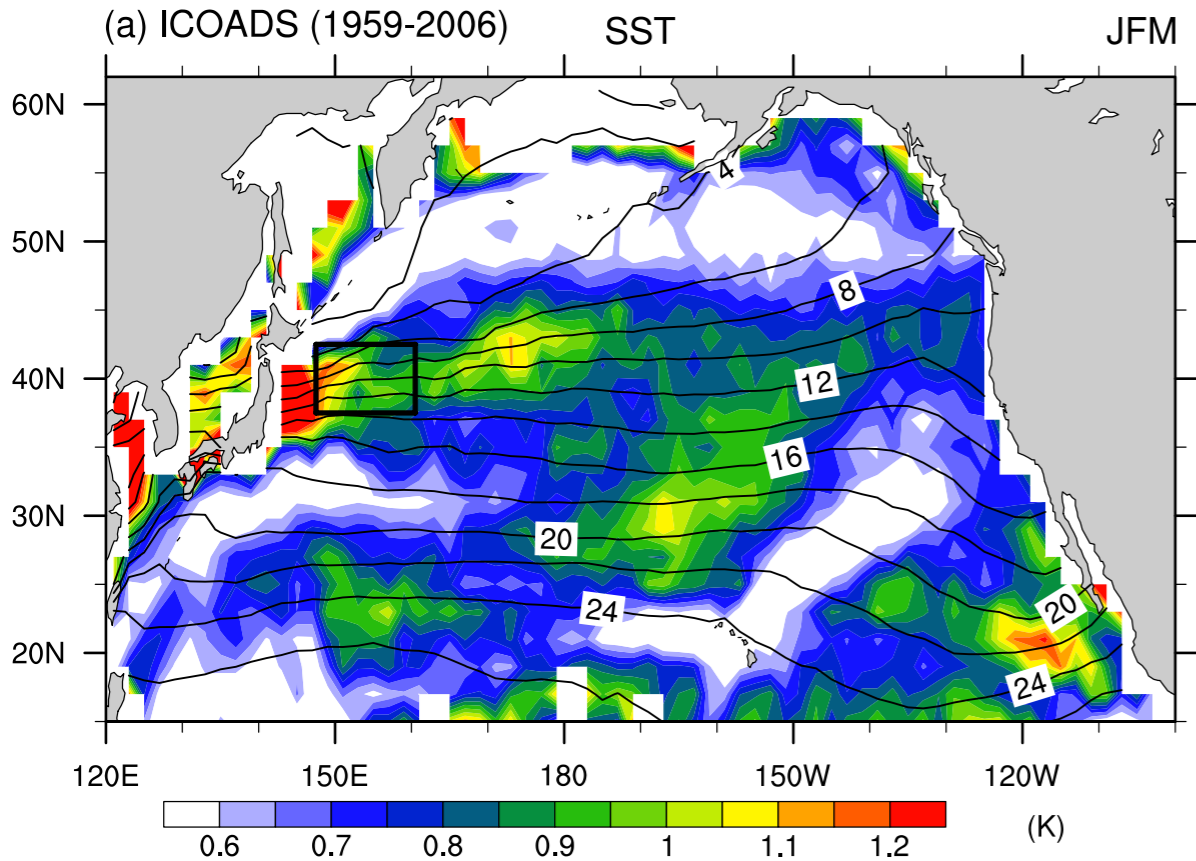 (a) ICOADS (1959-2006) SST JFM
60N
50N
40N
30N
20N
4
8
12
16
20
24
20
24
120E 150E 180 150W 120W
0.6 0.7 0.8 0.9 1 1.1 1.2 (K)